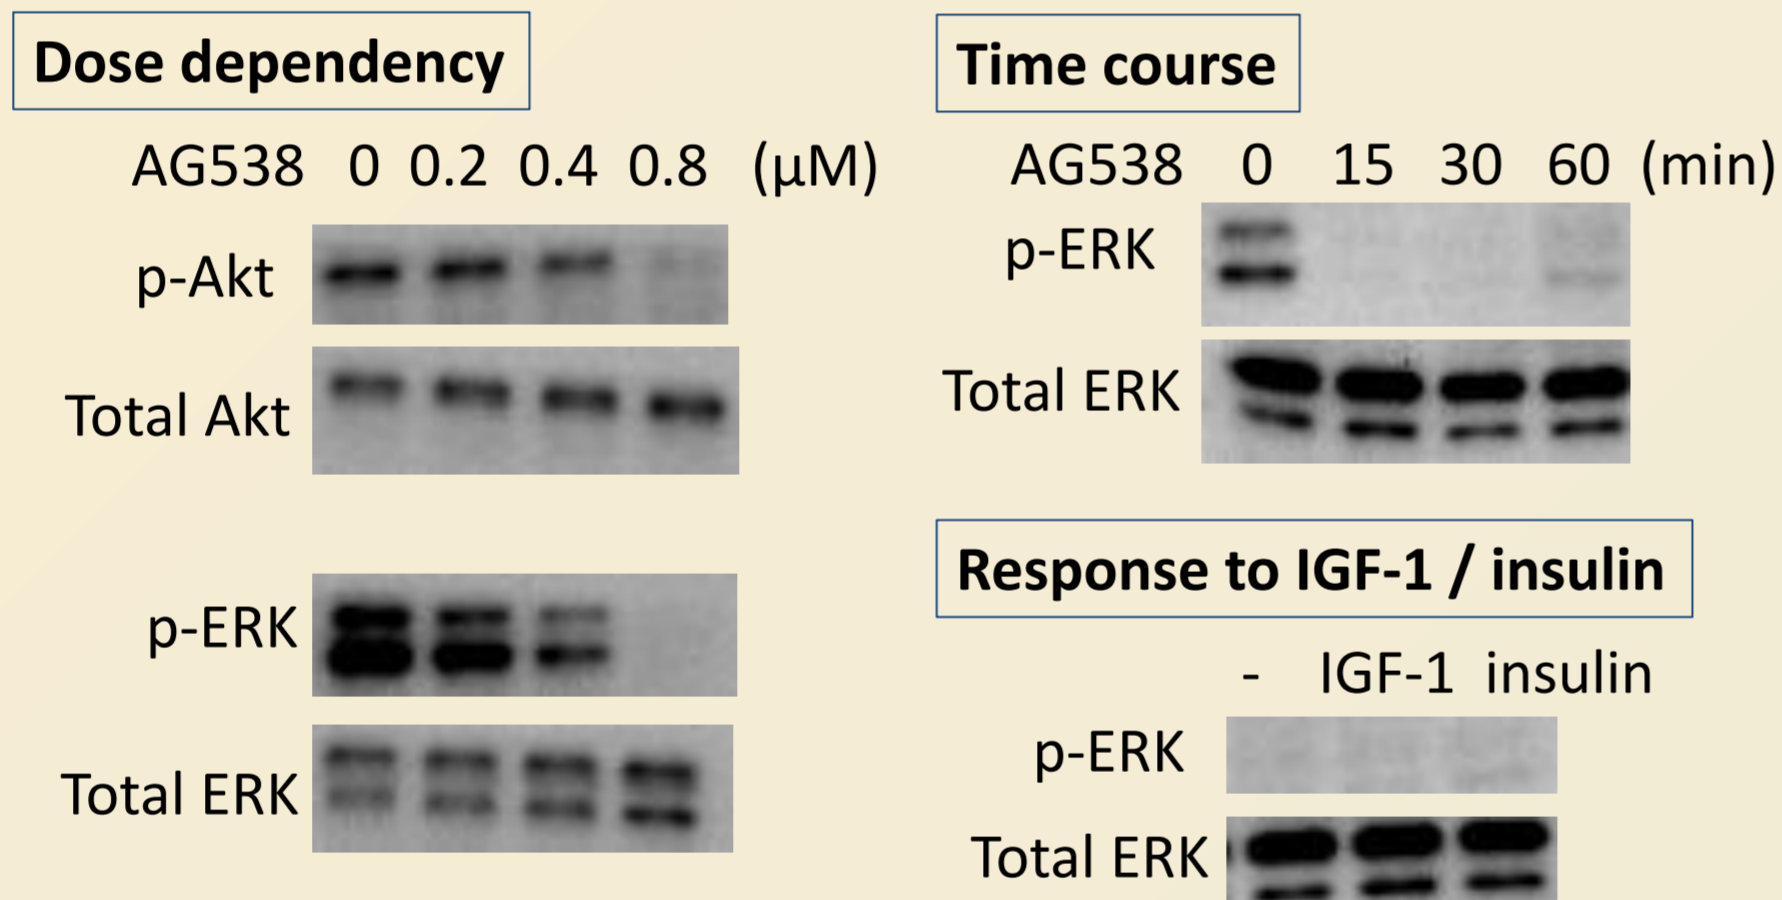 Dose dependency
AG538 0 0.2 0.4 0.8 (µM)
p-Akt
Total Akt
p-ERK
Total ERK
Time course
AG538 0 15 30 60 (min)
p-ERK
Total ERK
Response to IGF-1 / insulin
- IGF-1 insulin
p-ERK
Total ERK